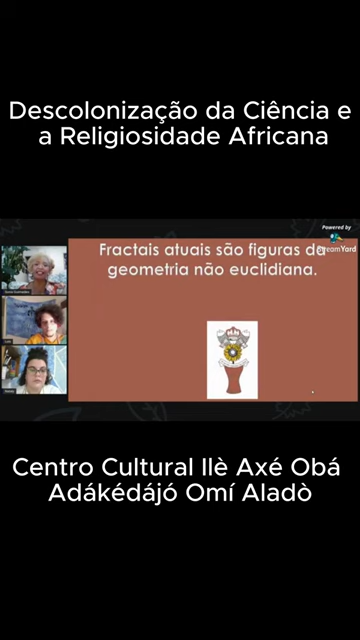 Descolonização da Ciência e
a Religiosidade Africana
Powered by
StreamYard
Fractais atuais são figuras da
geometria não euclidiana.
Centro Cultural Ilè Axé Obá
Adákédájó Omí Aladò